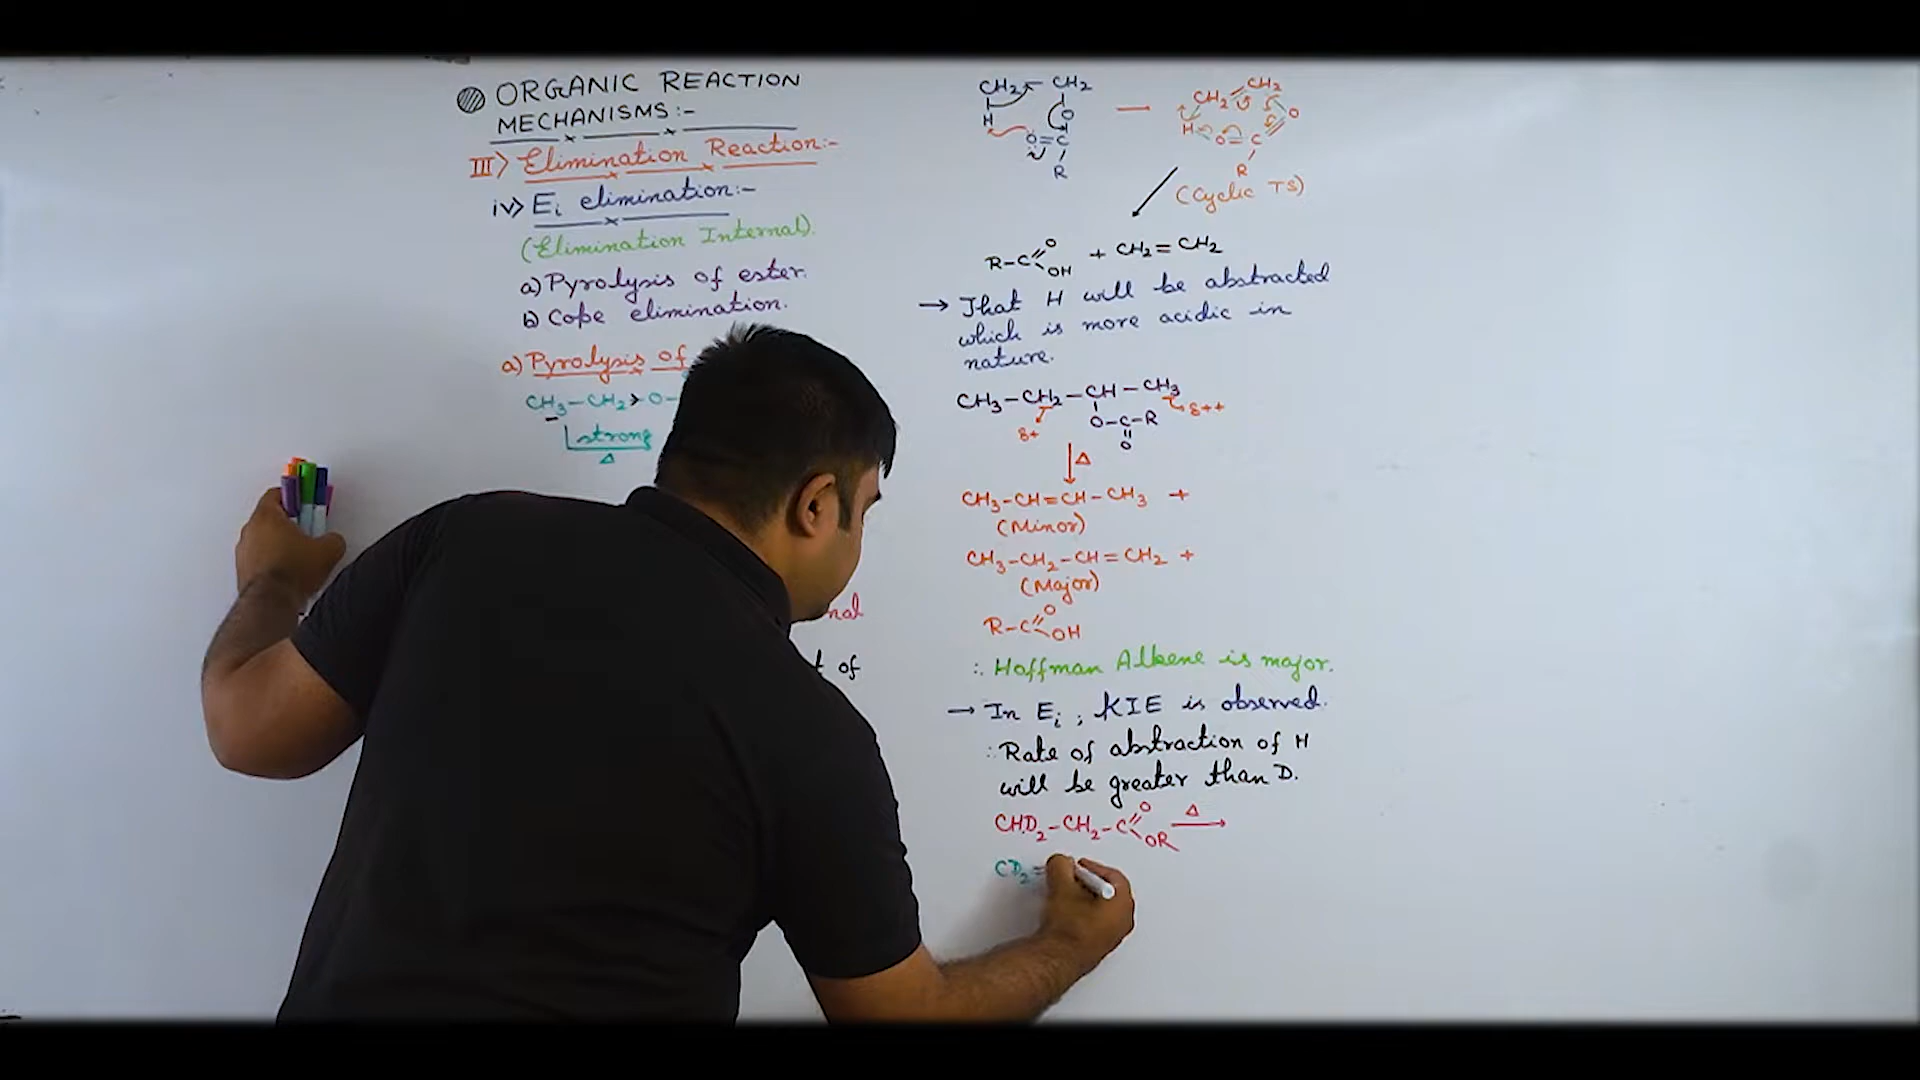 ORGANIC REACTION
MECHANISMS:-
III> Elimination Reaction:-
iv> Ei elimination:-
(Elimination Internal).
a) Pyrolysis of ester.
b) Cope elimination.
a) Pyrolysis of
CH3-CH2 O-
strong
Δ
nal
of
CH2 CH2
H O
O=C
R
CH2 CH2
H O
O=C
R
(Cyclic TS)
R-C O OH + CH2=CH2
→ That H will be abstracted
which is more acidic in
nature.
CH3-CH2-CH-CH3
δ+ δ++
O-C-R
O
↓ Δ
CH3-CH=CH-CH3 +
(Minor)
CH3-CH2-CH=CH2 +
(Major)
R-C O OH
∴ Hoffman Alkene is major.
→ In Ei, KIE is observed.
∴ Rate of abstraction of H
will be greater than D.
CHD2-CH2-C O OR Δ →
CD2=